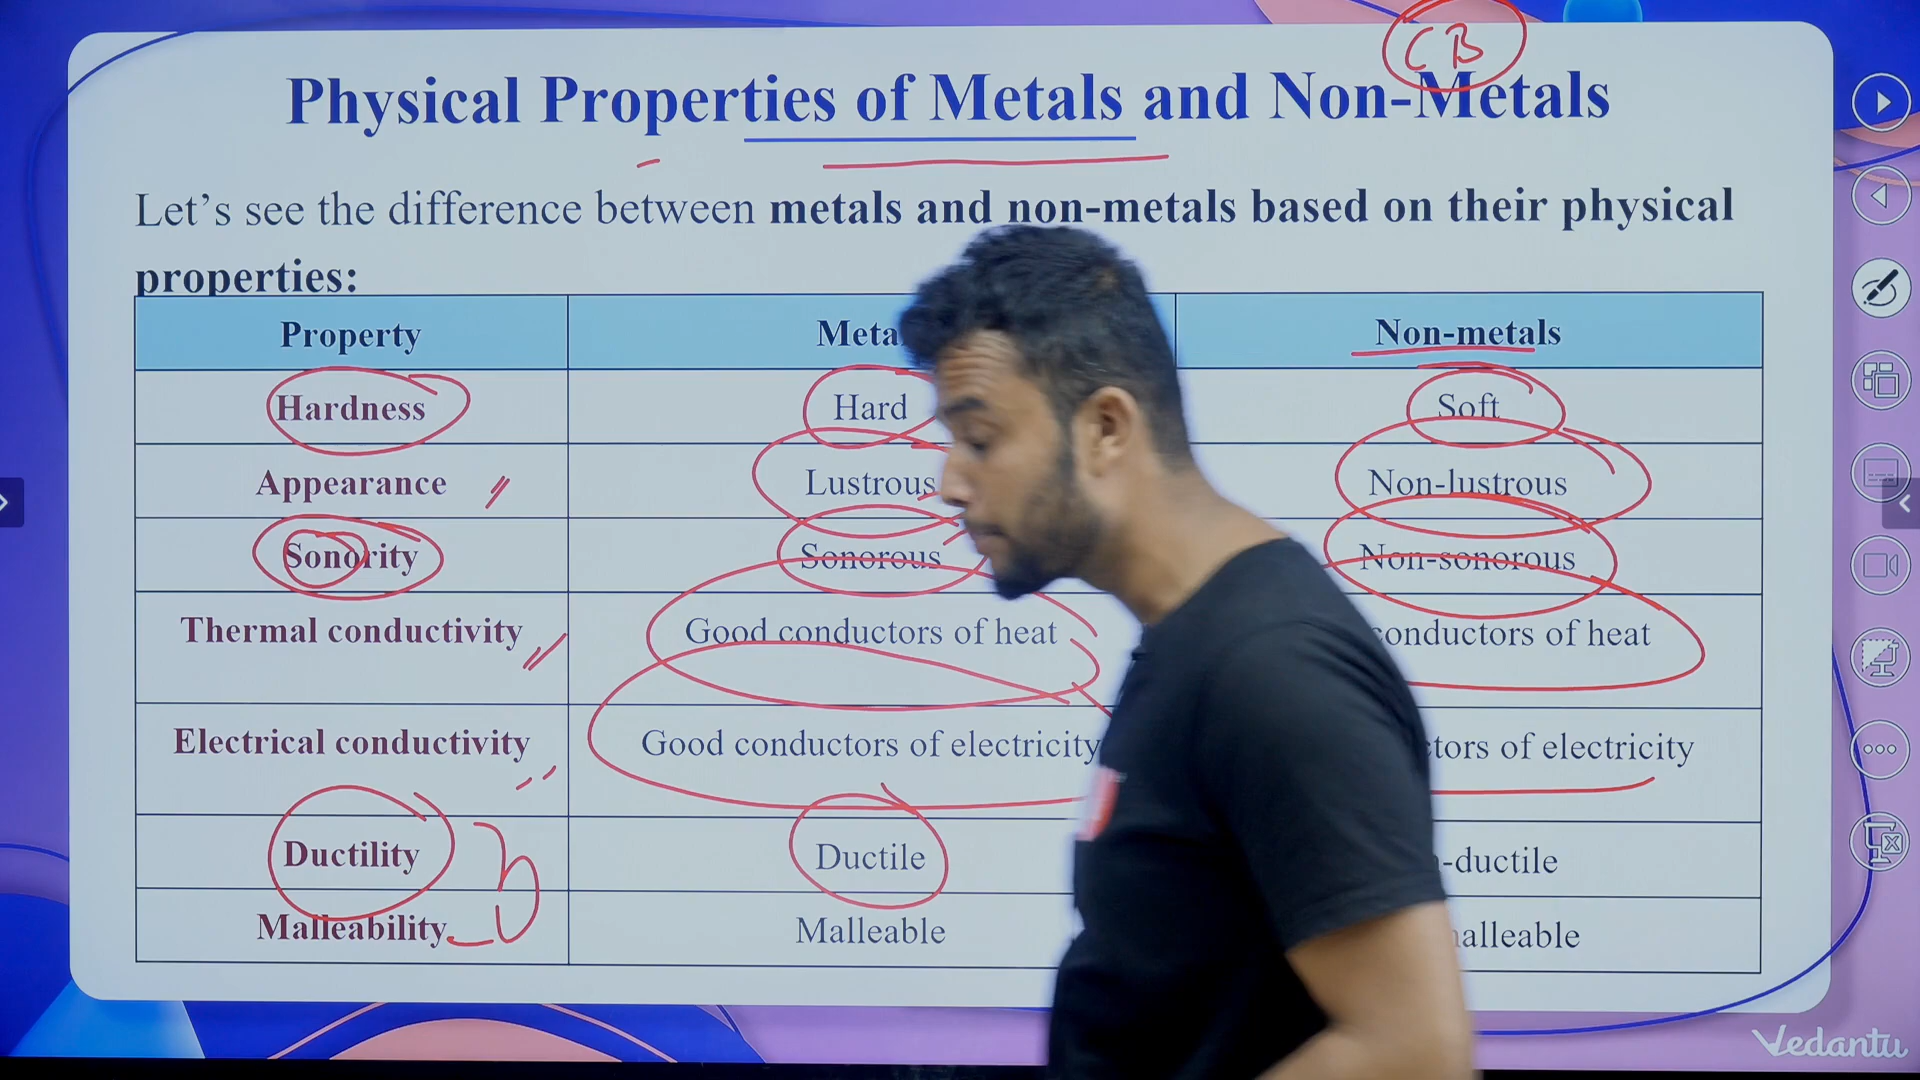 CB
Physical Properties of Metals and Non-Metals
Let's see the difference between metals and non-metals based on their physical
properties:
Property Non-metals
Hardness Hard Soft
Appearance Lustrous Non-lustrous
Sonority Sonorous Non-sonorous
Thermal conductivity Good conductors of heat conductors of heat
Electrical conductivity Good conductors of electricity of electricity
Ductility Ductile -ductile
Malleability Malleable
Vedantu